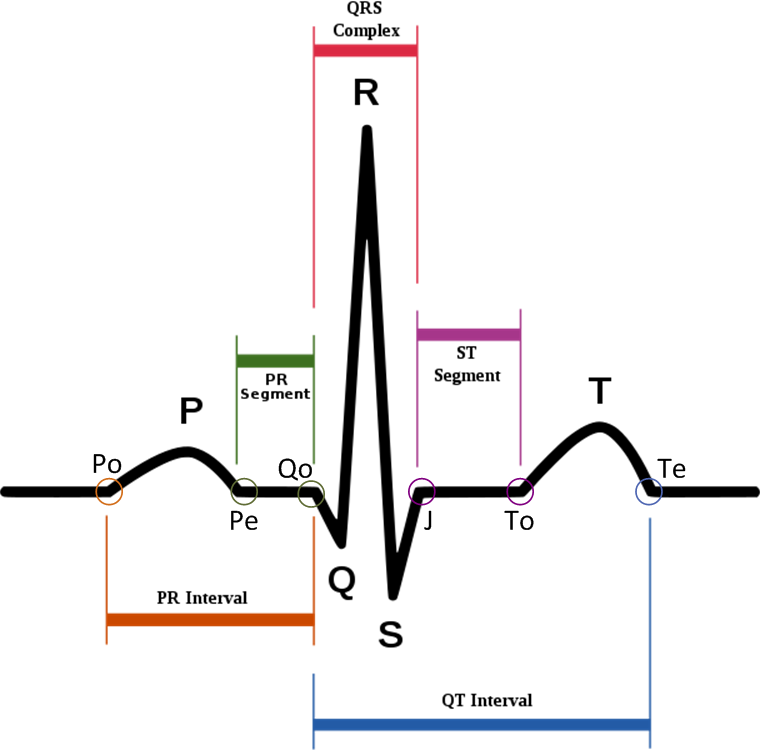 QRS
Complex
R
ST
Segment
PR
Segment
T
P
Po
Qo
Te
Pe
J
To
Q
PR Interval
S
QT Interval